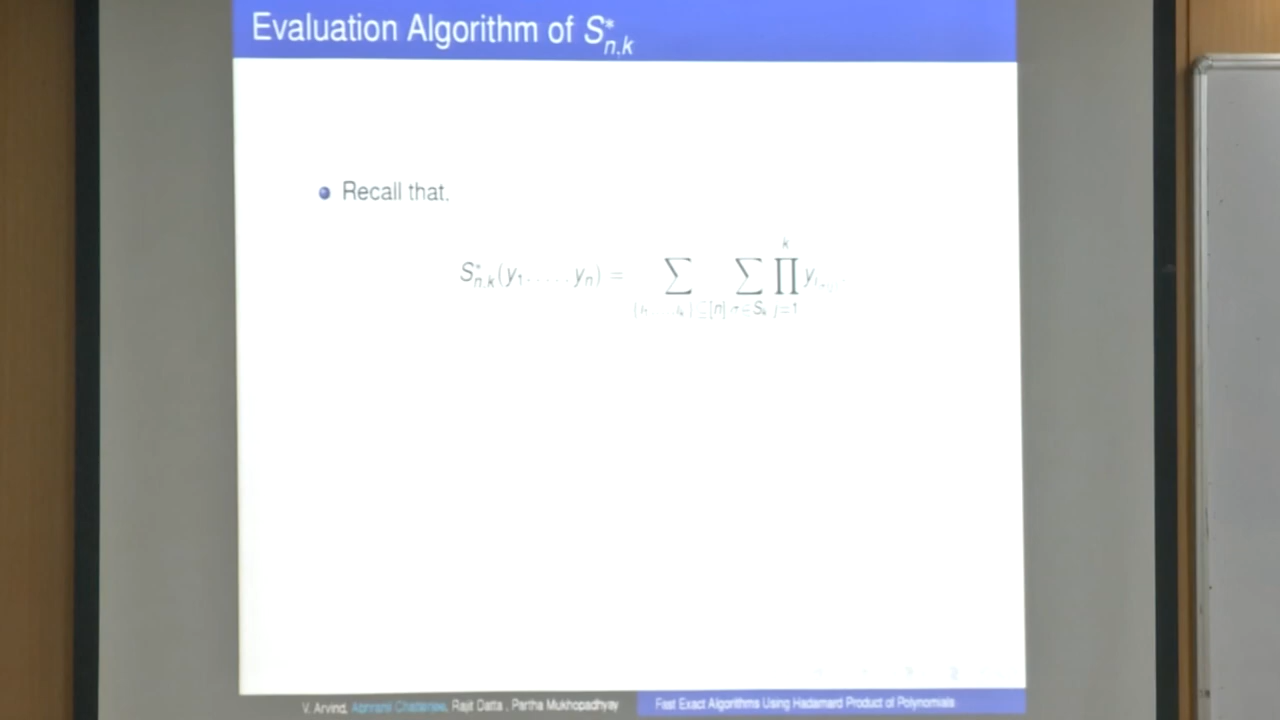 Evaluation Algorithm of S*n,k
Recall that,
S*n,k(y1, . . . , yn) = ∑ ∑ ∏ k j=1
V. Arvind, Abhranil Chatterjee, Rajit Datta , Partha Mukhopadhyay
Fast Exact Algorithms Using Hadamard Product of Polynomials